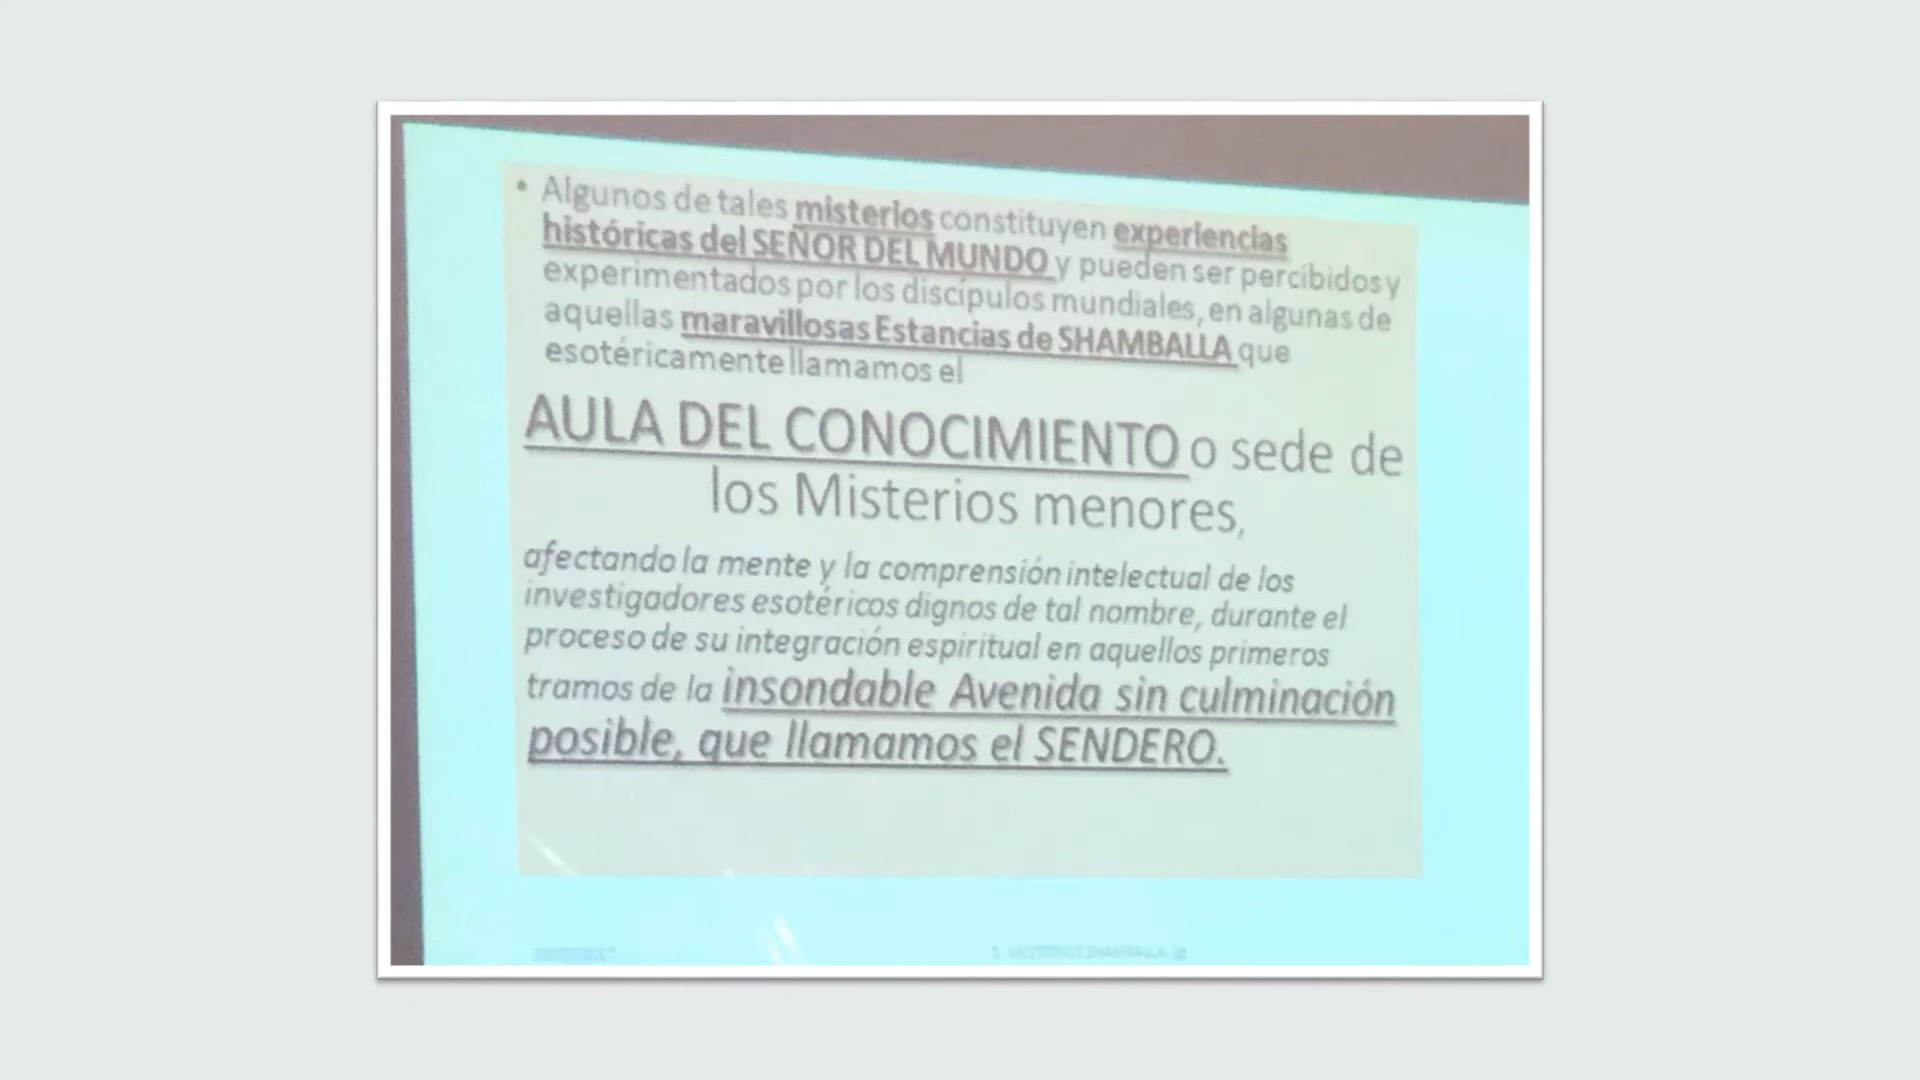 • Algunos de tales misterios constituyen experiencias
históricas del SEÑOR DEL MUNDO y pueden ser percibidos y
experimentados por los discípulos mundiales, en algunas de
aquellas maravillosas Estancias de SHAMBALLA que
esotéricamente llamamos el
AULA DEL CONOCIMIENTO o sede de
los Misterios menores,
afectando la mente y la comprensión intelectual de los
investigadores esotéricos dignos de tal nombre, durante el
proceso de su integración espiritual en aquellos primeros
tramos de la insondable Avenida sin culminación
posible, que llamamos el SENDERO.
MISTERIOS SHAMBALLA